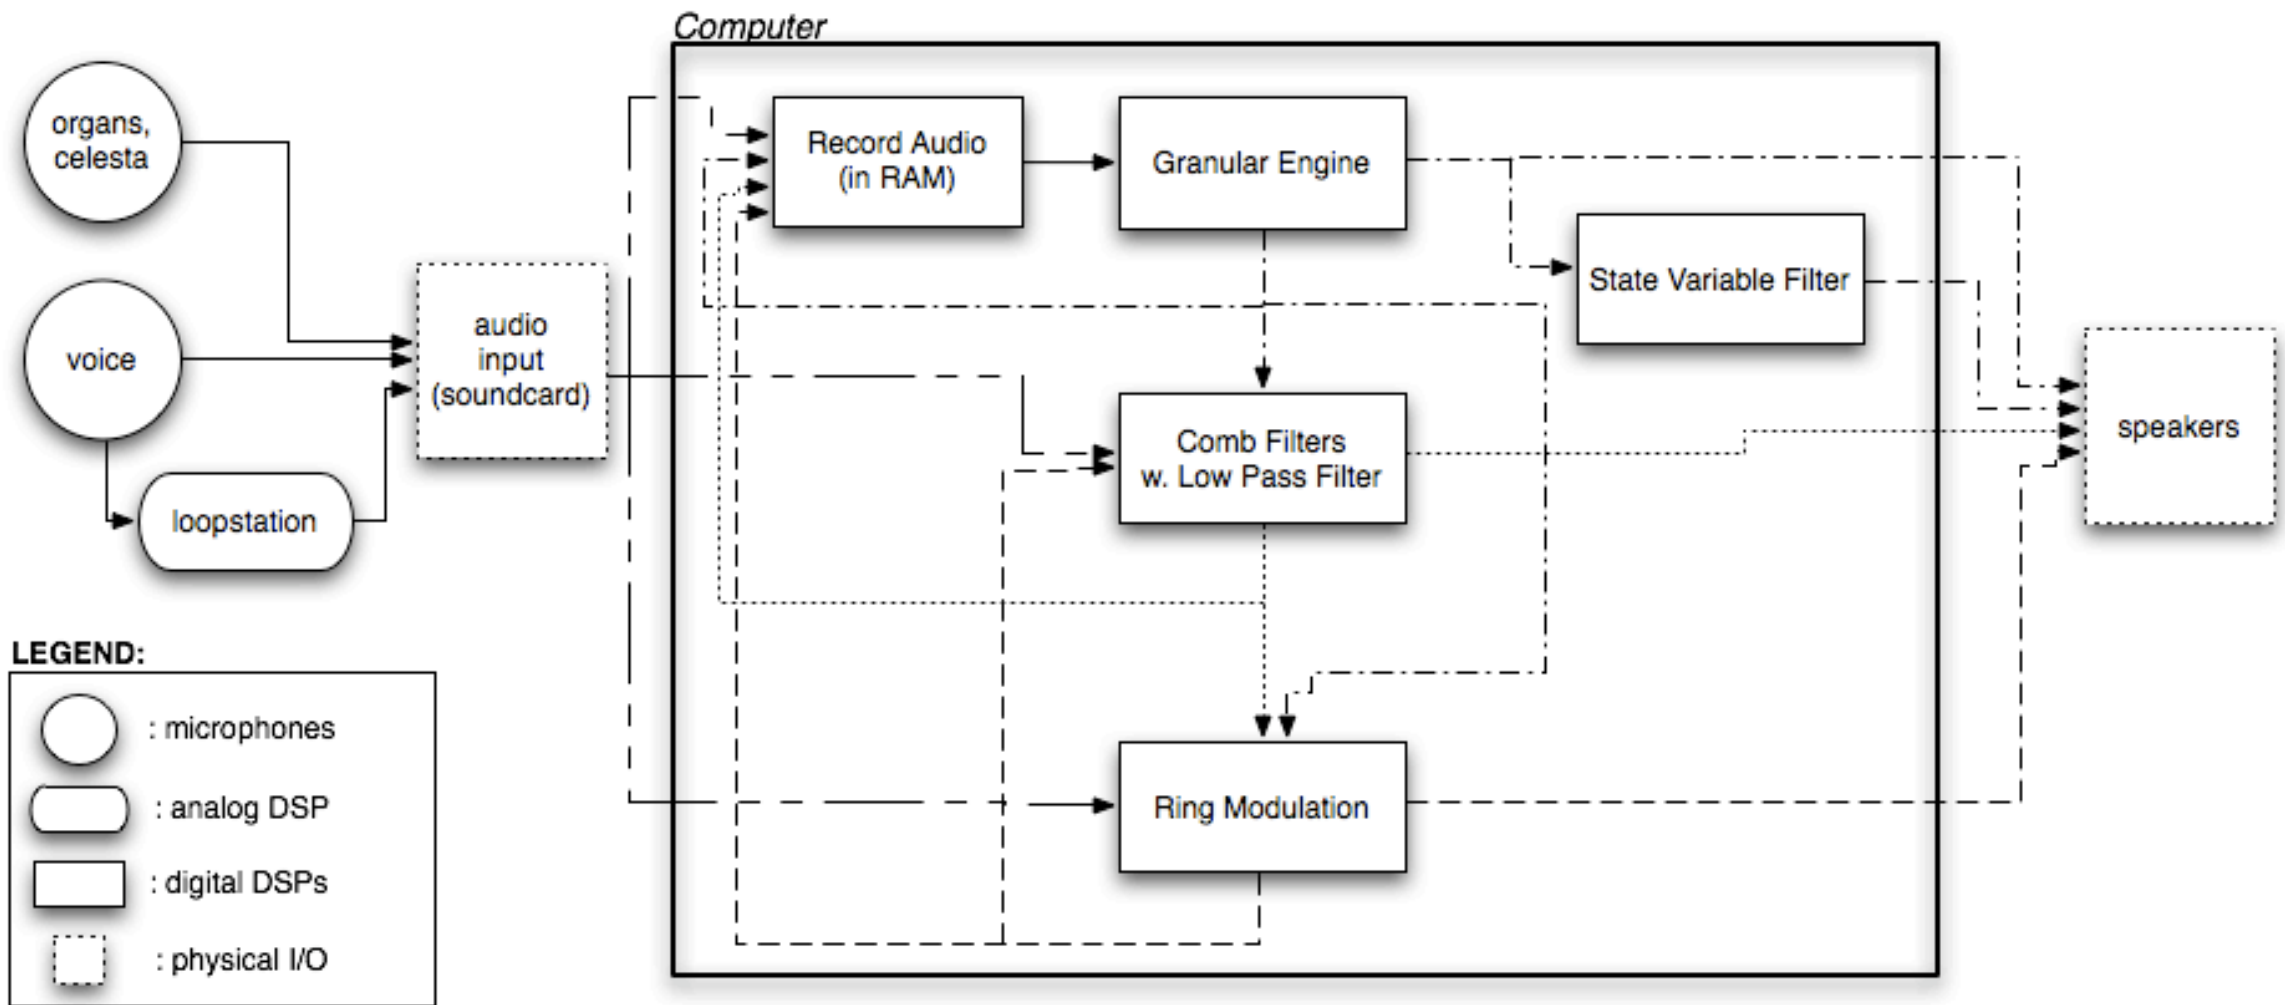 Computer
organs,
celesta
Record Audio
(in RAM)
Granular Engine
State Variable Filter
voice
audio
input
(soundcard)
Comb Filters
w. Low Pass Filter
speakers
loopstation
Ring Modulation
LEGEND:
: microphones
: analog DSP
: digital DSPs
: physical I/O